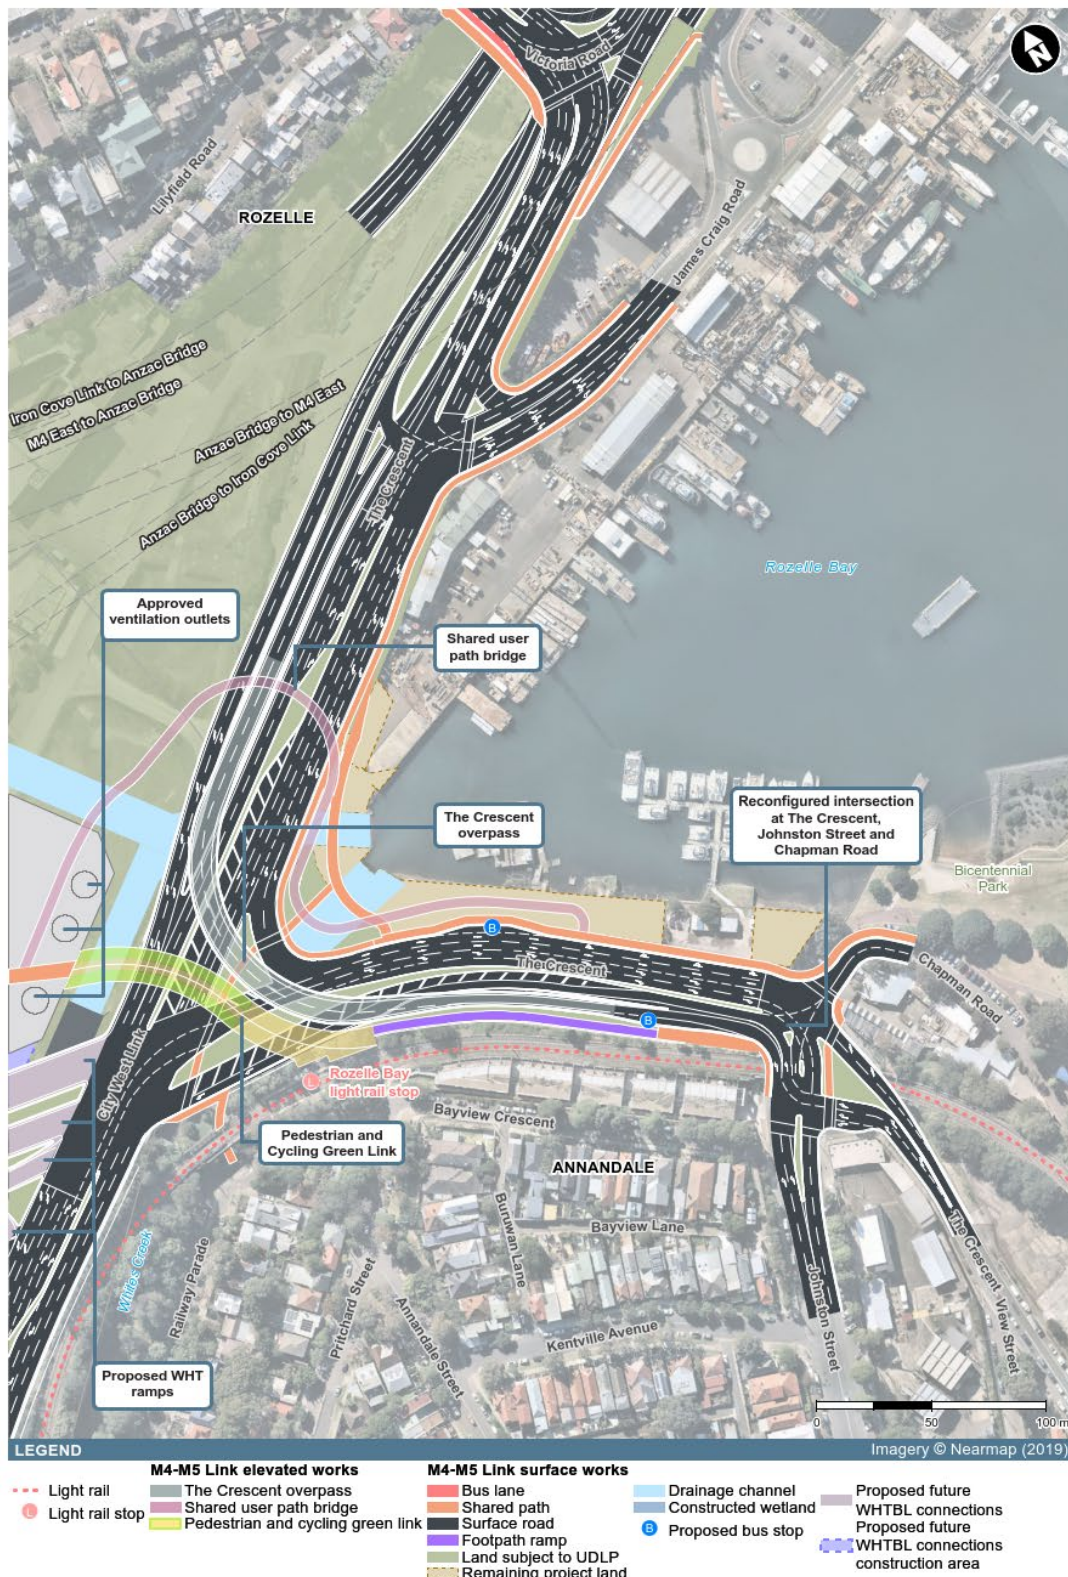 N
Victoria Road
Lilyfield Road
ROZELLE
James Craig Road
Iron Cove Link to Anzac Bridge
M4 East to Anzac Bridge
Anzac Bridge to M4 East
Anzac Bridge to Iron Cove Link
The Crescent
Rozelle Bay
Approved
ventilation outlets
Shared user
path bridge
The Crescent
overpass
Reconfigured intersection
at The Crescent,
Johnston Street and
Chapman Road
Bicentennial
Park
B
The Crescent
Chapman Road
B
City West Link
L
Rozelle Bay
light rail stop
Bayview Crescent
Pedestrian and
Cycling Green Link
ANNANDALE
Buruwan Lane
Bayview Lane
The Crescent
View Street
Whites Creek
Railway Parade
Pritchard Street
Annandale Street
Kentville Avenue
Johnston Street
Proposed WHT
ramps
0 50 100 m
LEGEND
Imagery © Nearmap (2019)
Light rail
L Light rail stop
M4-M5 Link elevated works
The Crescent overpass
Shared user path bridge
Pedestrian and cycling green link
M4-M5 Link surface works
Bus lane
Shared path
Surface road
Footpath ramp
Land subject to UDLP
Remaining project land
Drainage channel
Constructed wetland
B Proposed bus stop
Proposed future
WHTBL connections
Proposed future
WHTBL connections
construction area